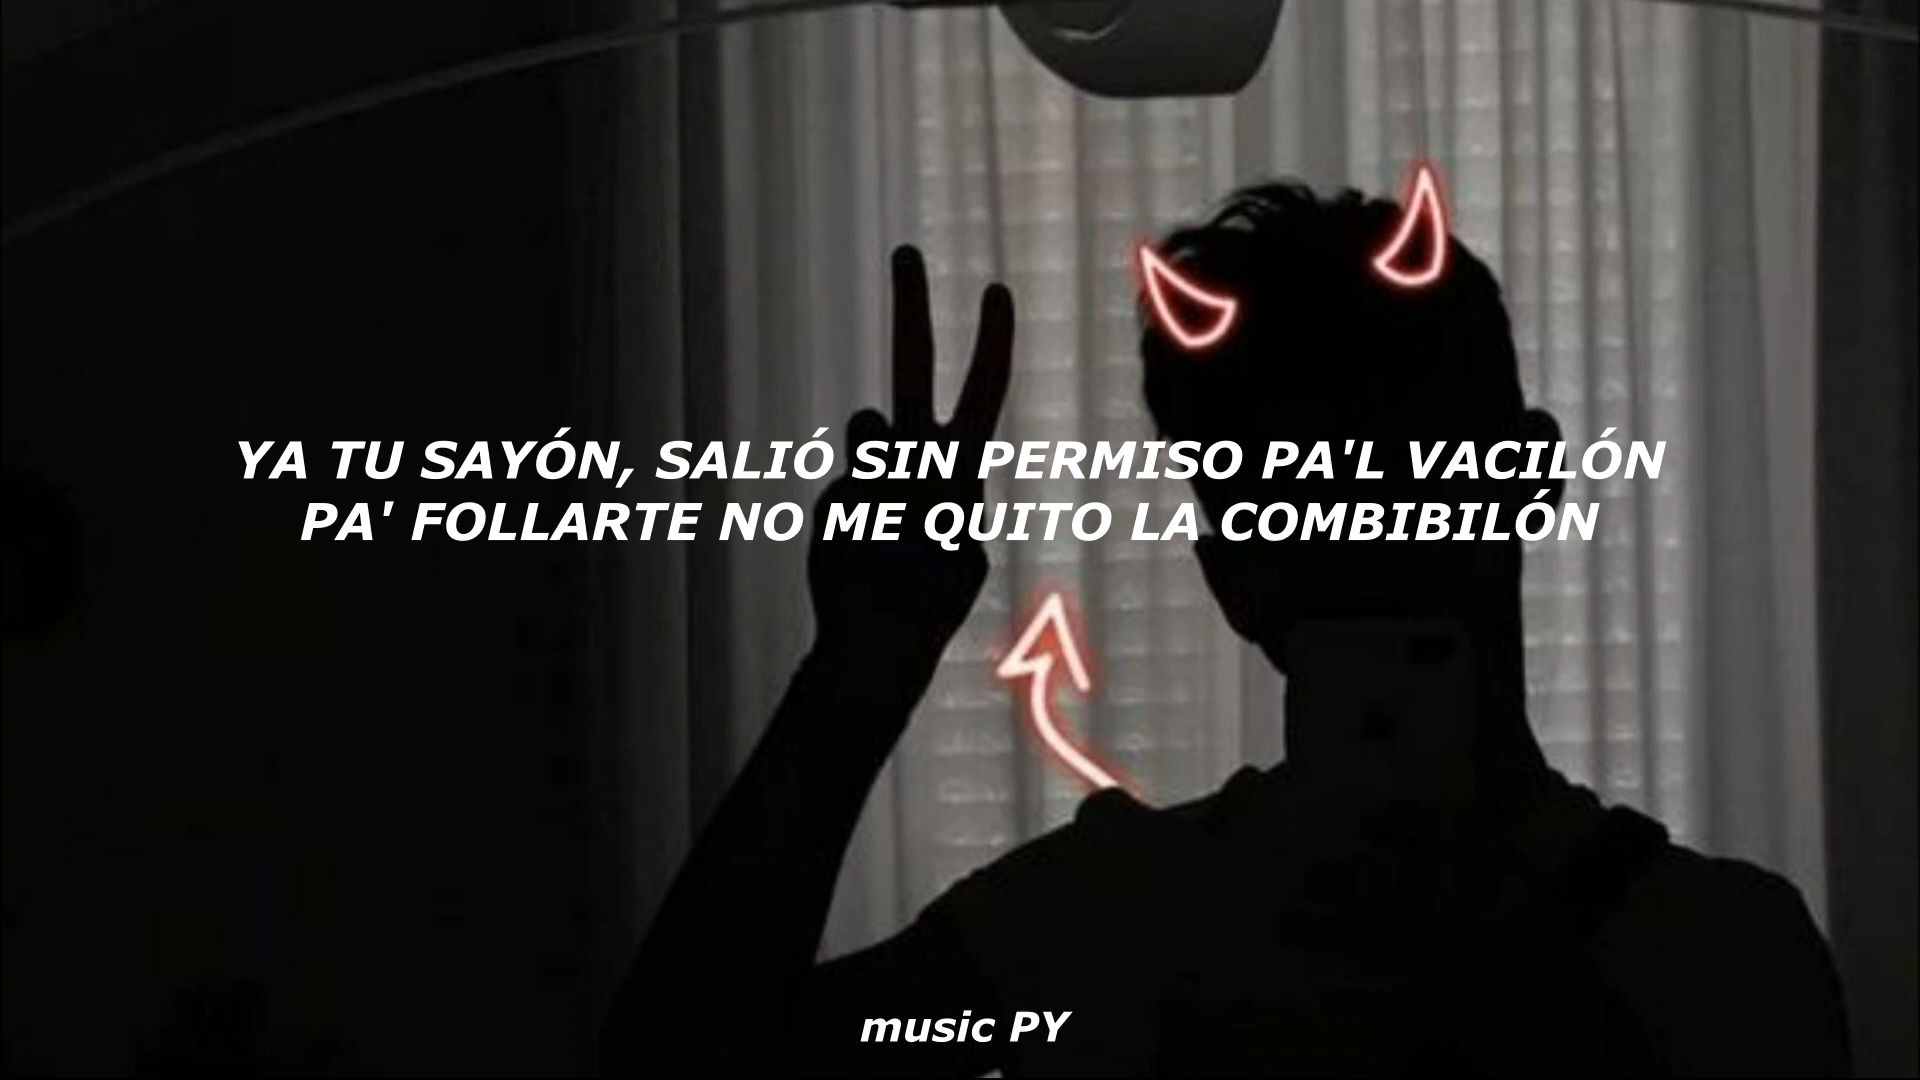 YA TU SAYÓN, SALIÓ SIN PERMISO PA'L VACILÓN
PA' FOLLARTE NO ME QUITO LA COMBIBILÓN
music PY